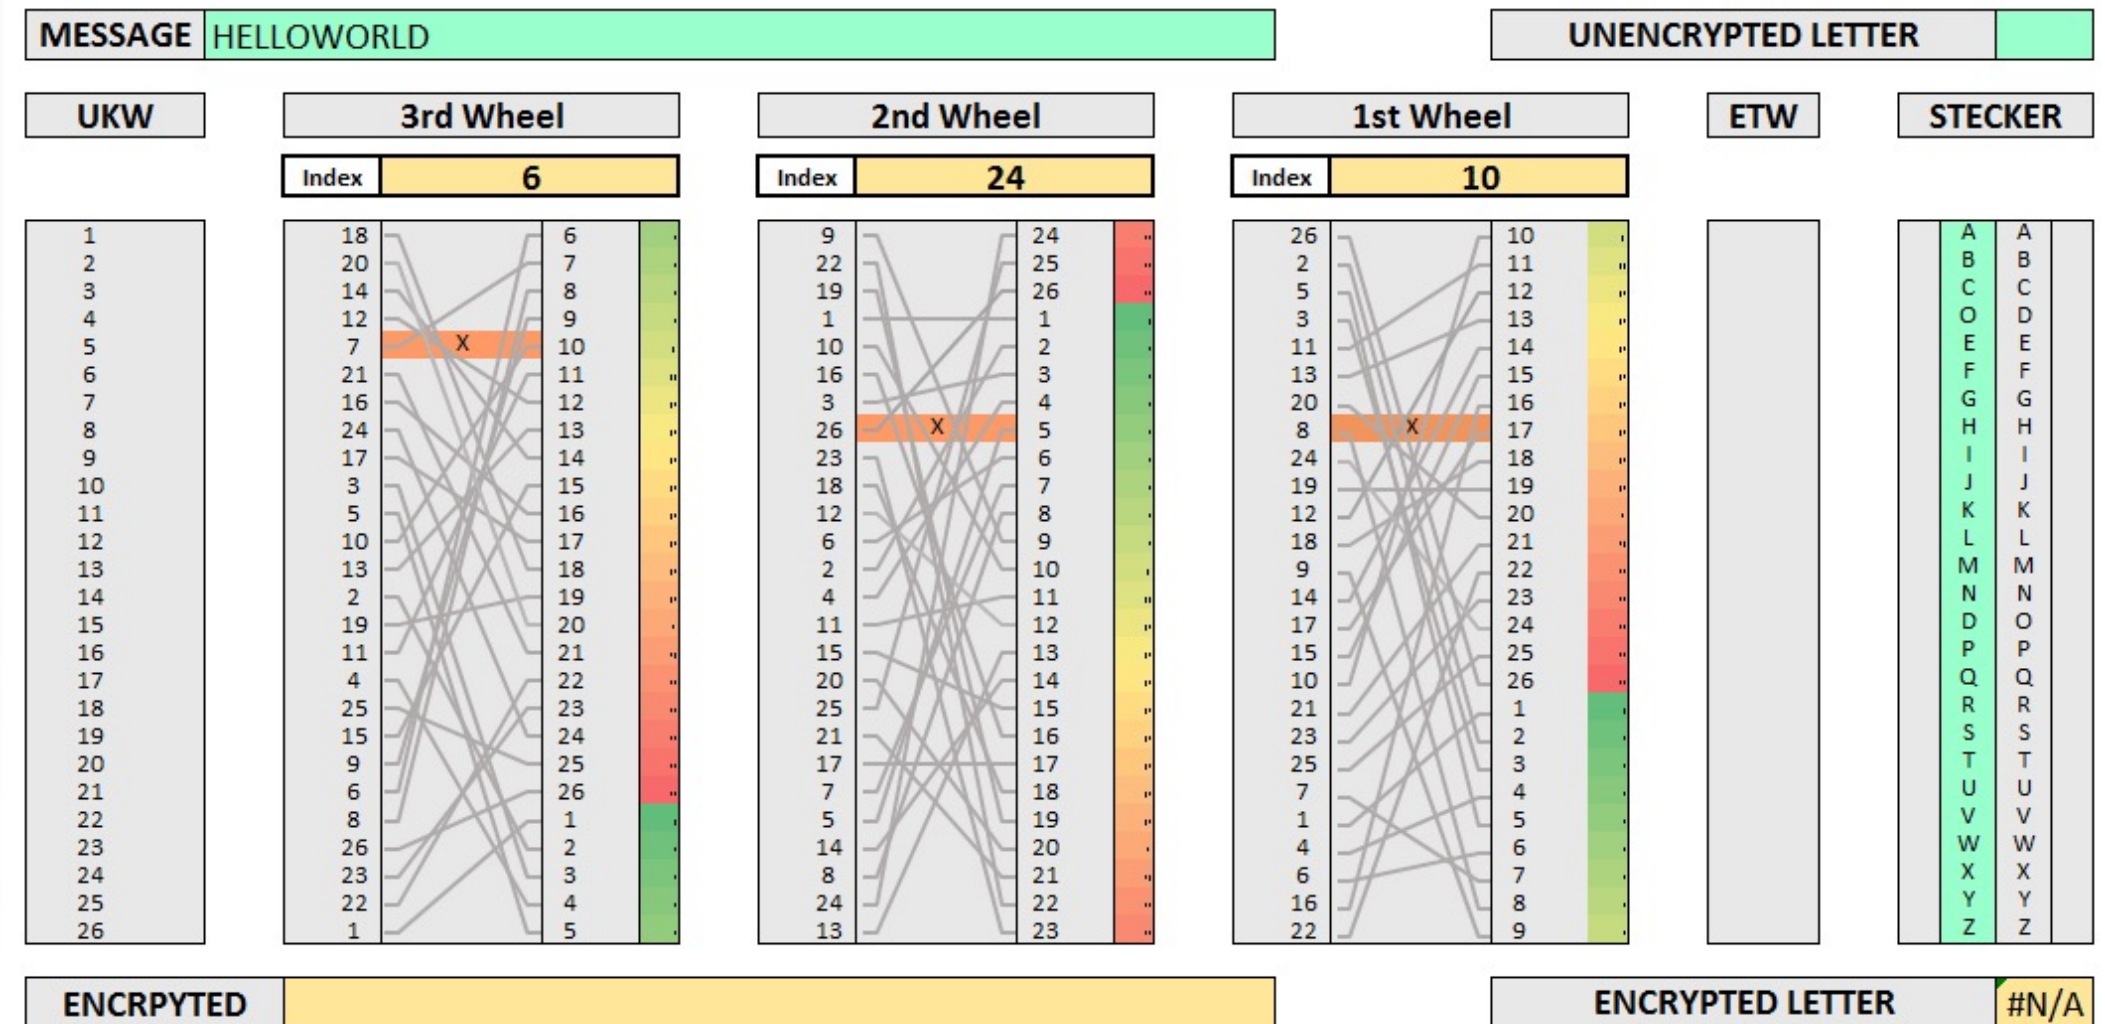 MESSAGE HELLOWORLD UNENCRYPTED LETTER
UKW 3rd Wheel 2nd Wheel 1st Wheel ETW STECKER
Index 6 Index 24 Index 10
1 18 6 9 24 26 10 A A
2 20 7 22 25 2 11 B B
3 14 8 19 26 5 12 C C
4 12 9 1 1 3 13 O D
5 7 X 10 10 2 11 14 E E
6 21 11 16 3 13 15 F F
7 16 12 3 4 20 16 G G
8 24 13 26 X 5 8 X 17 H H
9 17 14 23 6 24 18 I I
10 3 15 18 7 19 19 J J
11 5 16 12 8 12 20 K K
12 10 17 6 9 18 21 L L
13 13 18 2 10 9 22 M M
14 2 19 4 11 14 23 N N
15 19 20 11 12 17 24 D O
16 11 21 15 13 15 25 P P
17 4 22 20 14 10 26 Q Q
18 25 23 25 15 21 1 R R
19 15 24 21 16 23 2 S S
20 9 25 17 17 25 3 T T
21 6 26 7 18 7 4 U U
22 8 1 5 19 1 5 V V
23 26 2 14 20 4 6 W W
24 23 3 8 21 6 7 X X
25 22 4 24 22 16 8 Y Y
26 1 5 13 23 22 9 Z Z
ENCRPYTED ENCRYPTED LETTER #N/A